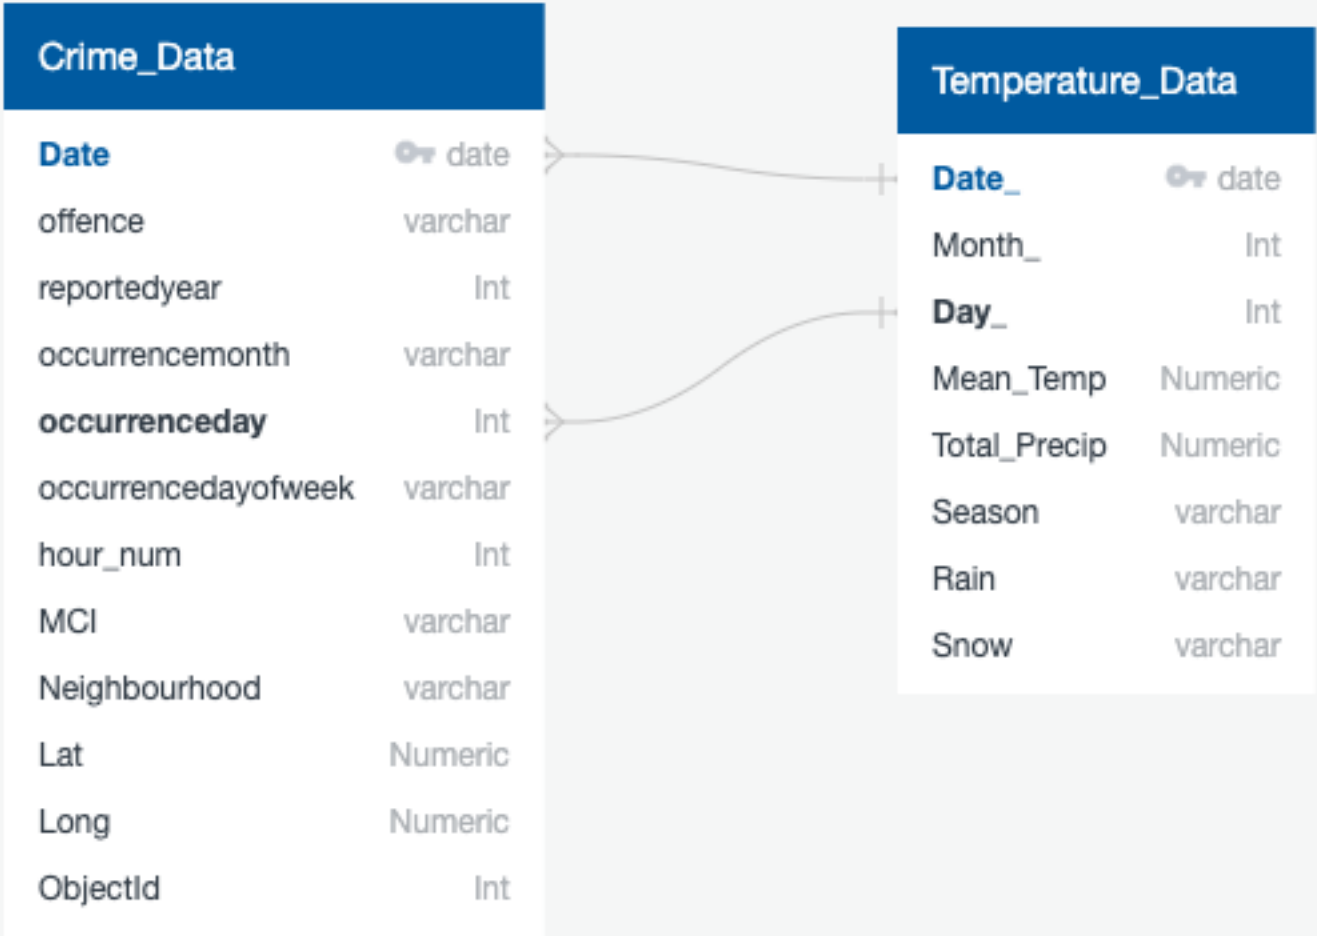 Crime_Data
Date date
offence varchar
reportedyear Int
occurrencemonth varchar
occurrenceday Int
occurrencedayofweek varchar
hour_num Int
MCI varchar
Neighbourhood varchar
Lat Numeric
Long Numeric
ObjectId Int
Temperature_Data
Date_ date
Month_ Int
Day_ Int
Mean_Temp Numeric
Total_Precip Numeric
Season varchar
Rain varchar
Snow varchar